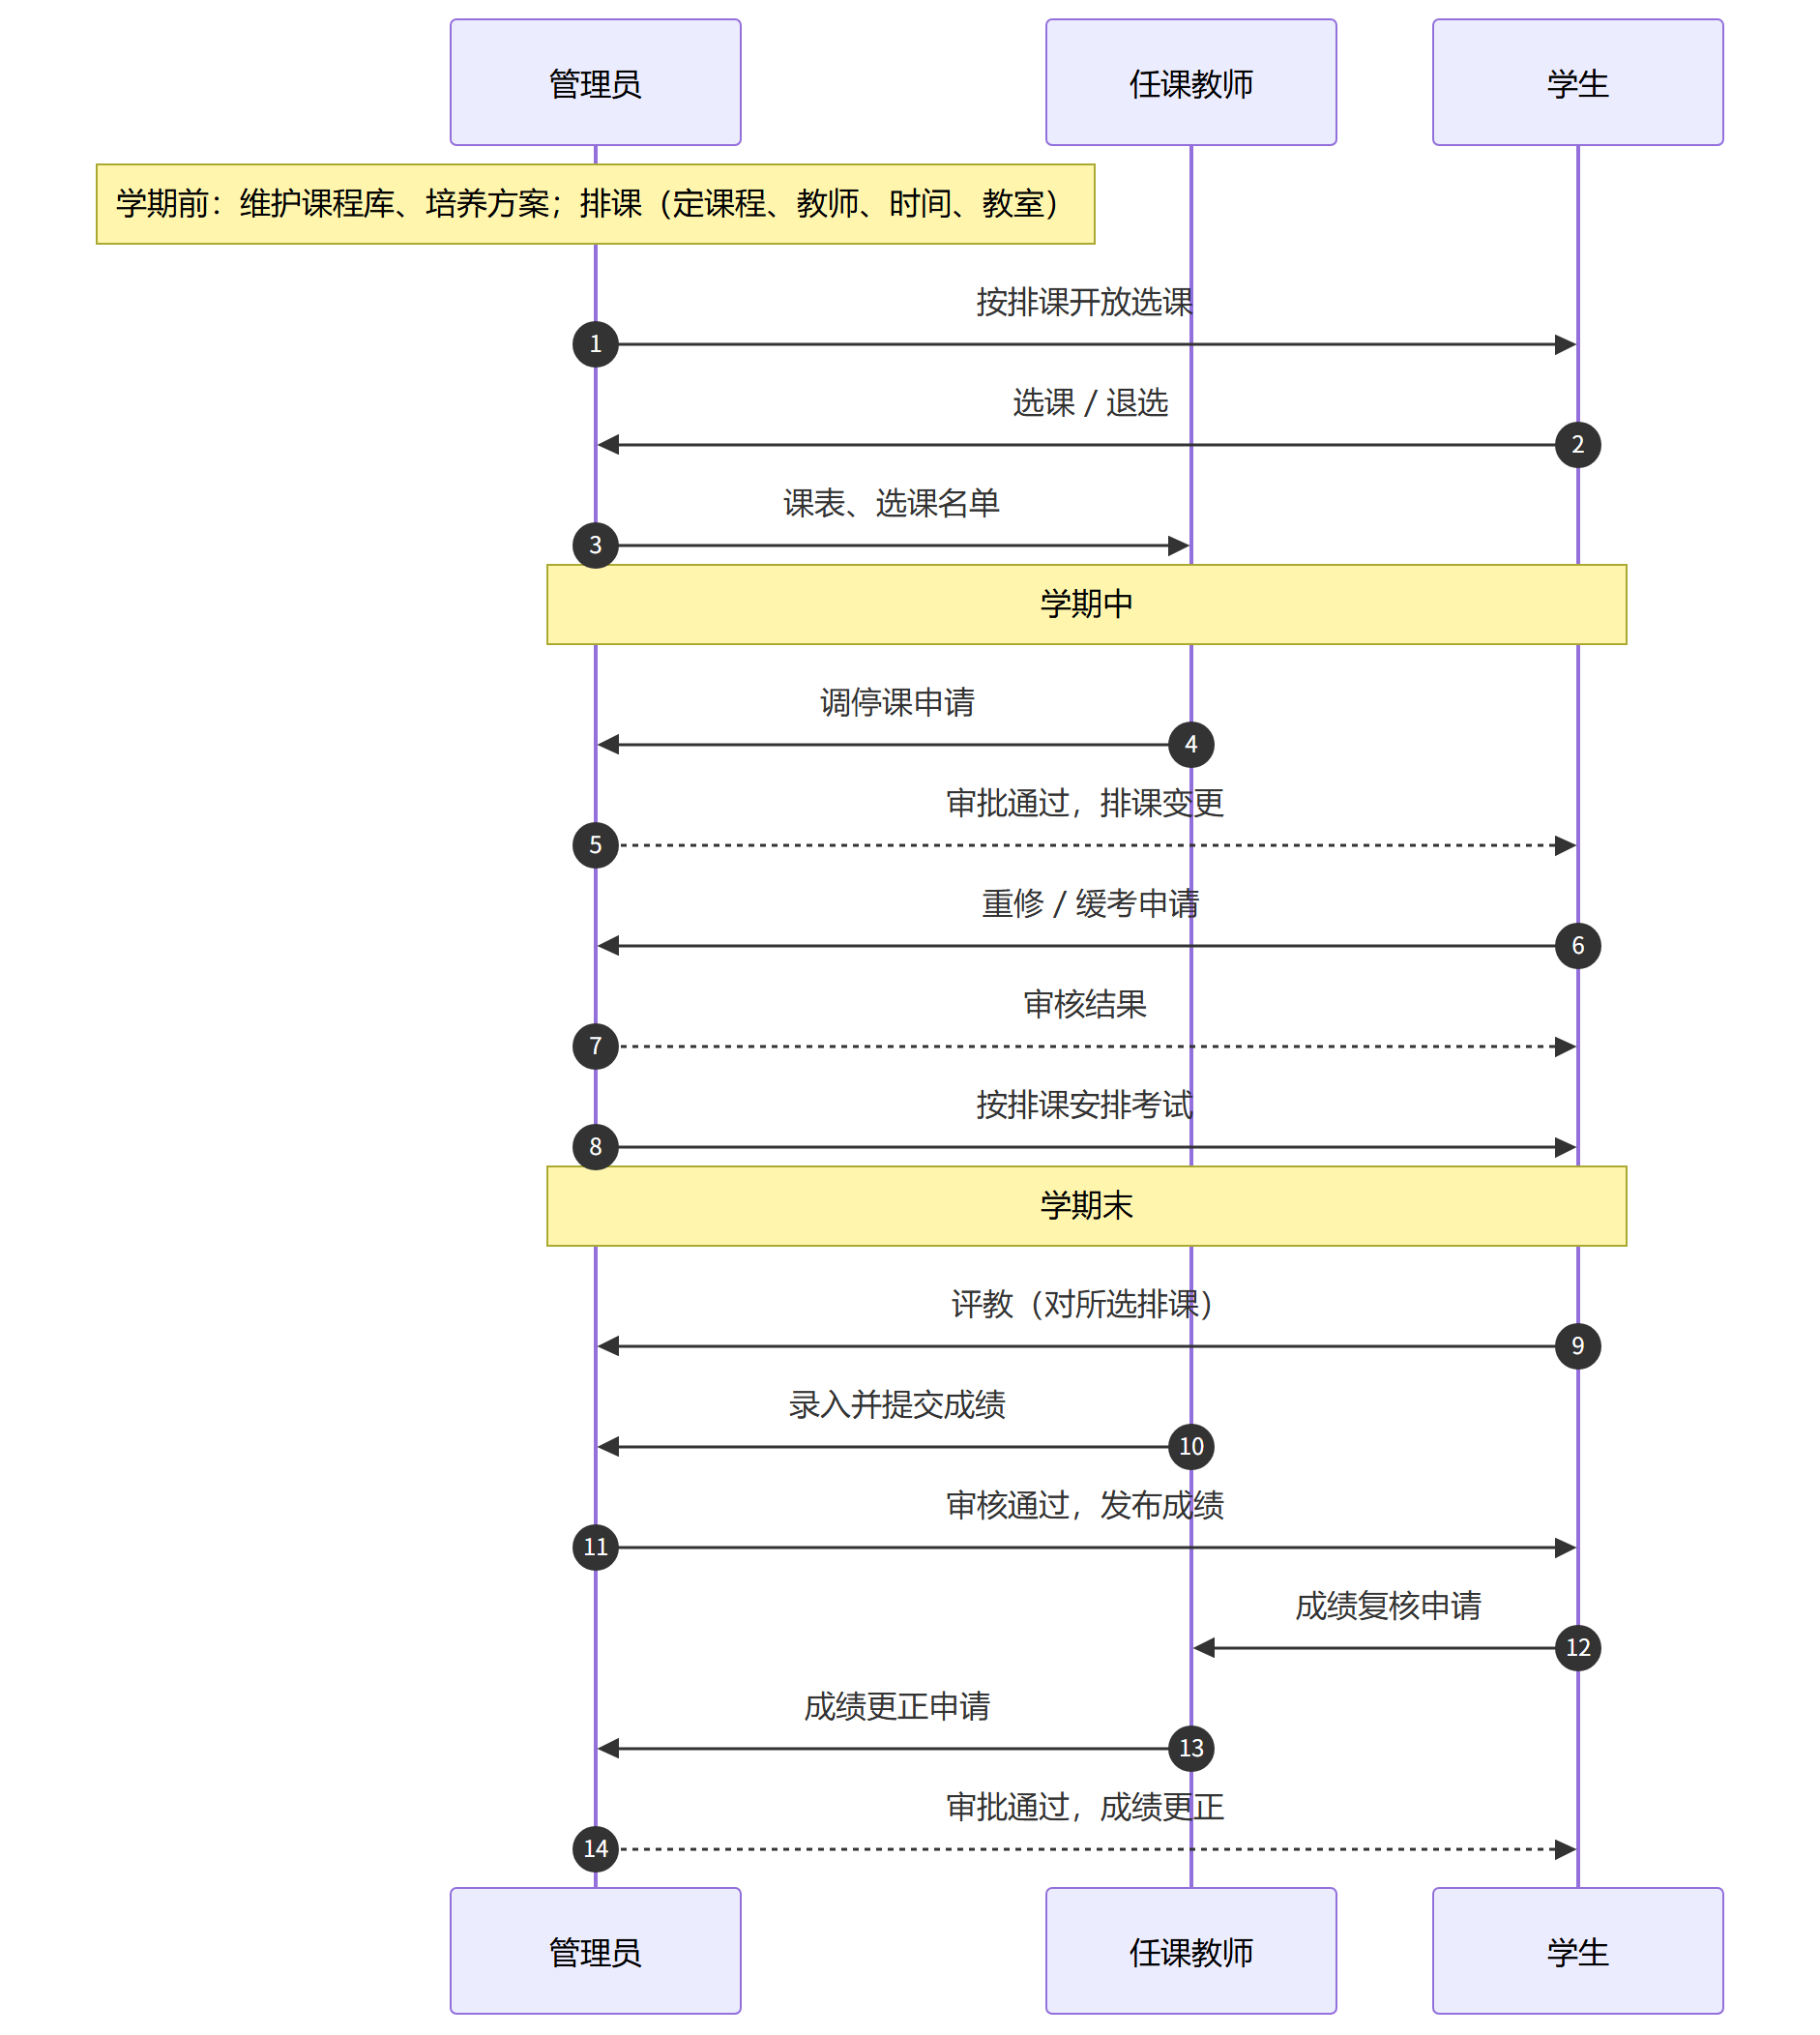 管理员
任课教师
学生
学期前：维护课程库、培养方案；排课（定课程、教师、时间、教室）
按排课开放选课
1
选课 / 退选
2
课表、选课名单
3
学期中
调停课申请
4
审批通过，排课变更
5
重修 / 缓考申请
6
审核结果
7
按排课安排考试
8
学期末
评教（对所选排课）
9
录入并提交成绩
10
审核通过，发布成绩
11
成绩复核申请
12
成绩更正申请
13
审批通过，成绩更正
14
管理员
任课教师
学生